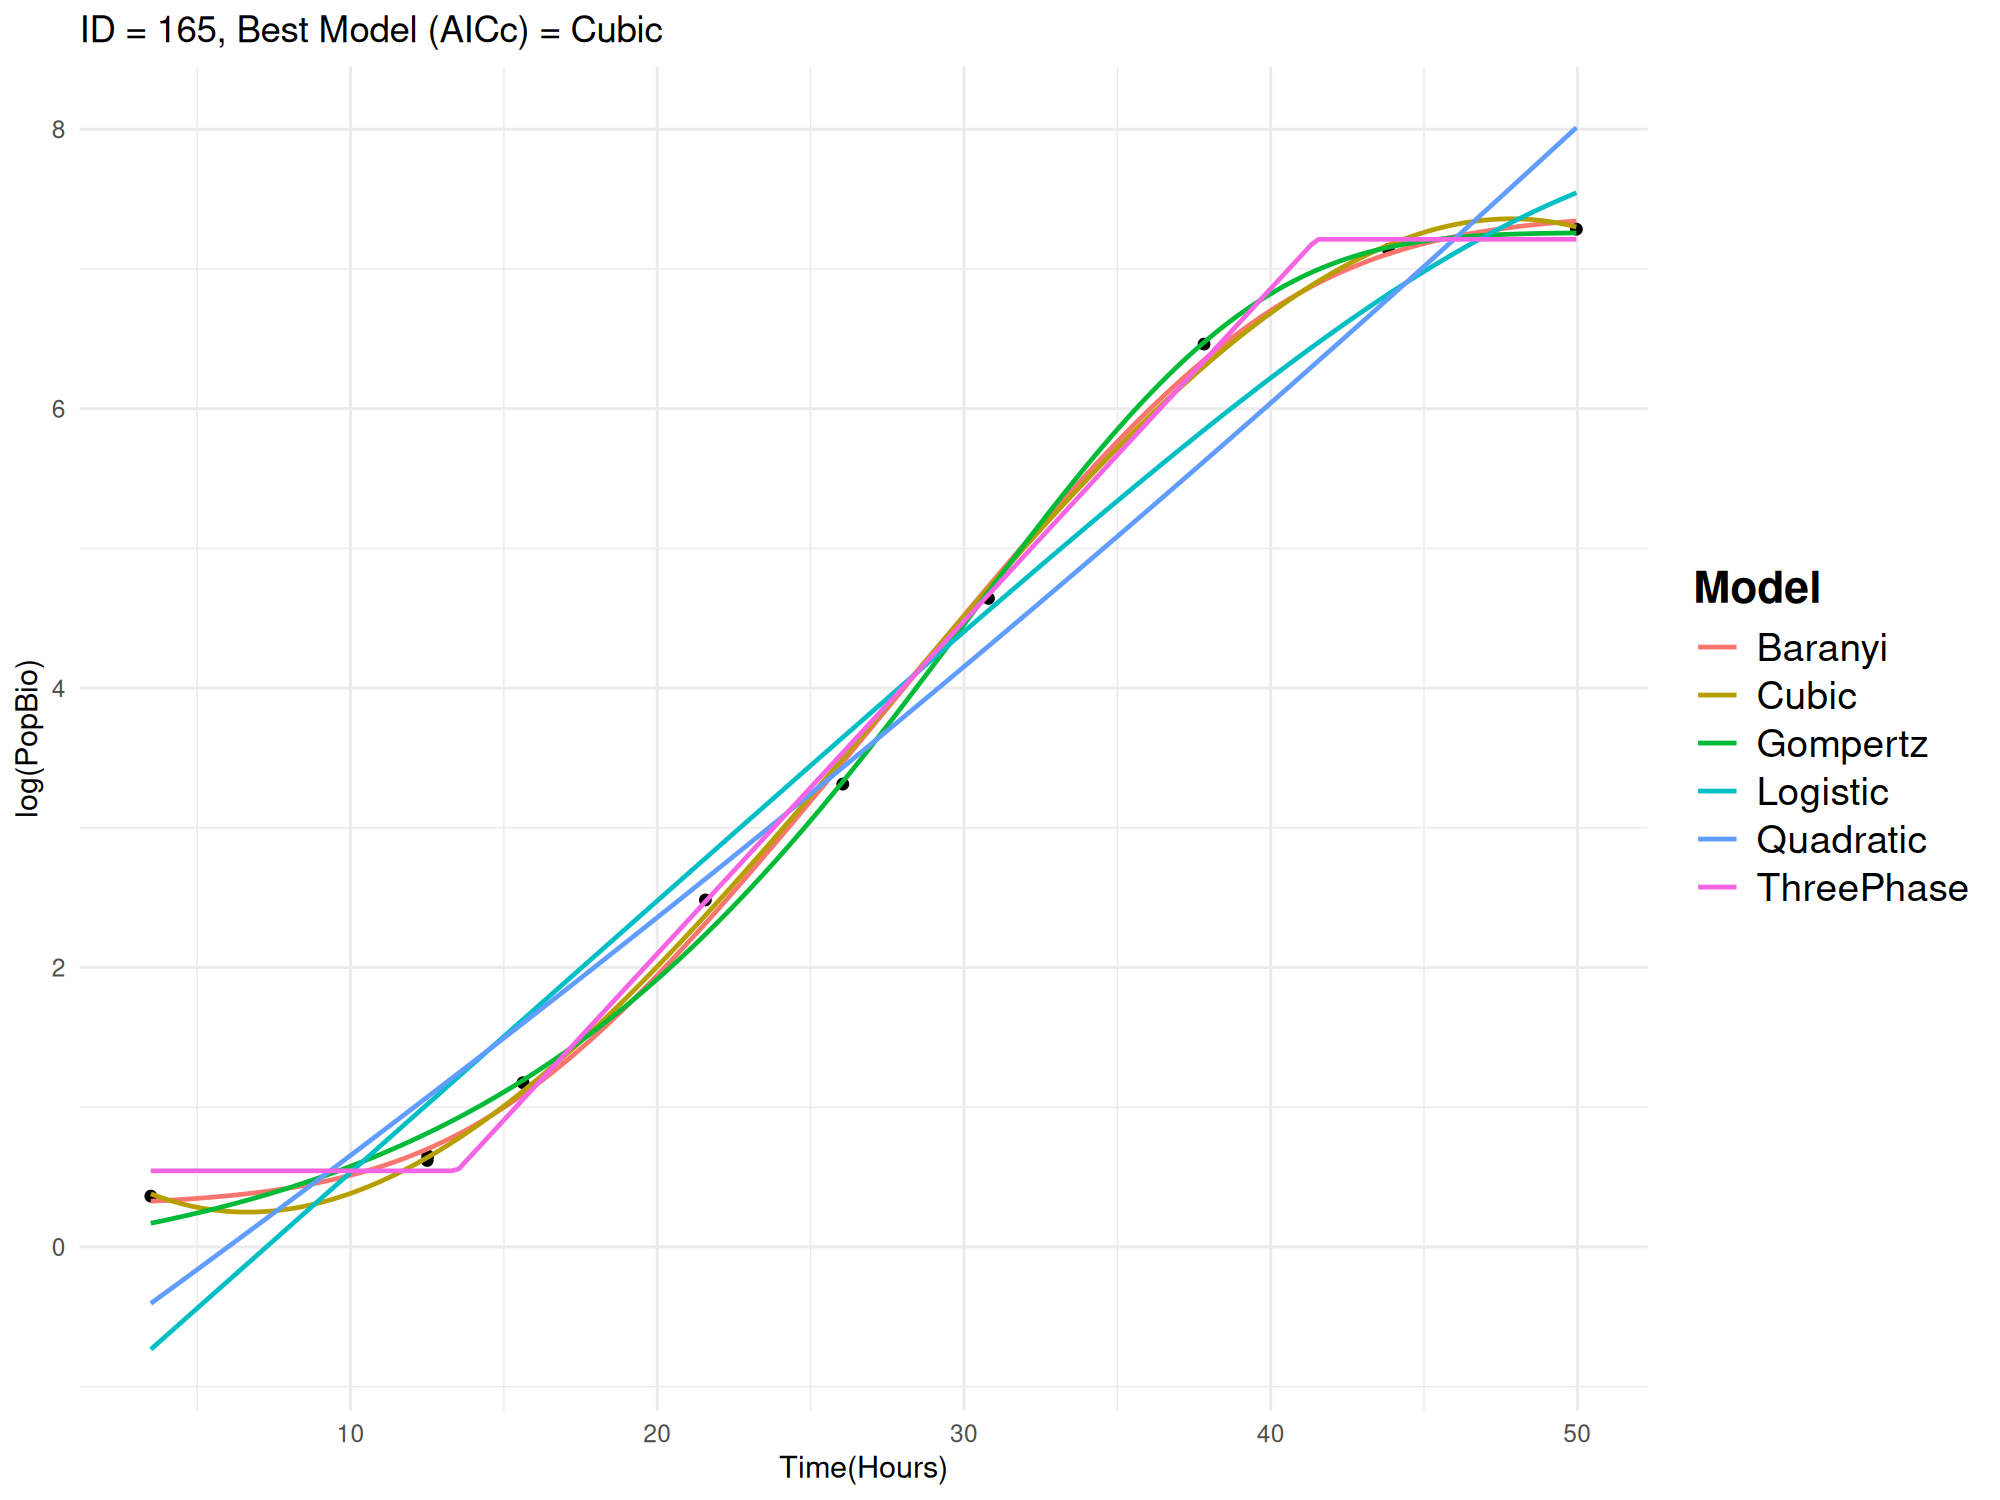 ID = 165, Best Model (AICc) = Cubic
8
6
4
2
0
log(PopBio)
10 20 30 40 50
Time(Hours)
Model
Baranyi
Cubic
Gompertz
Logistic
Quadratic
ThreePhase